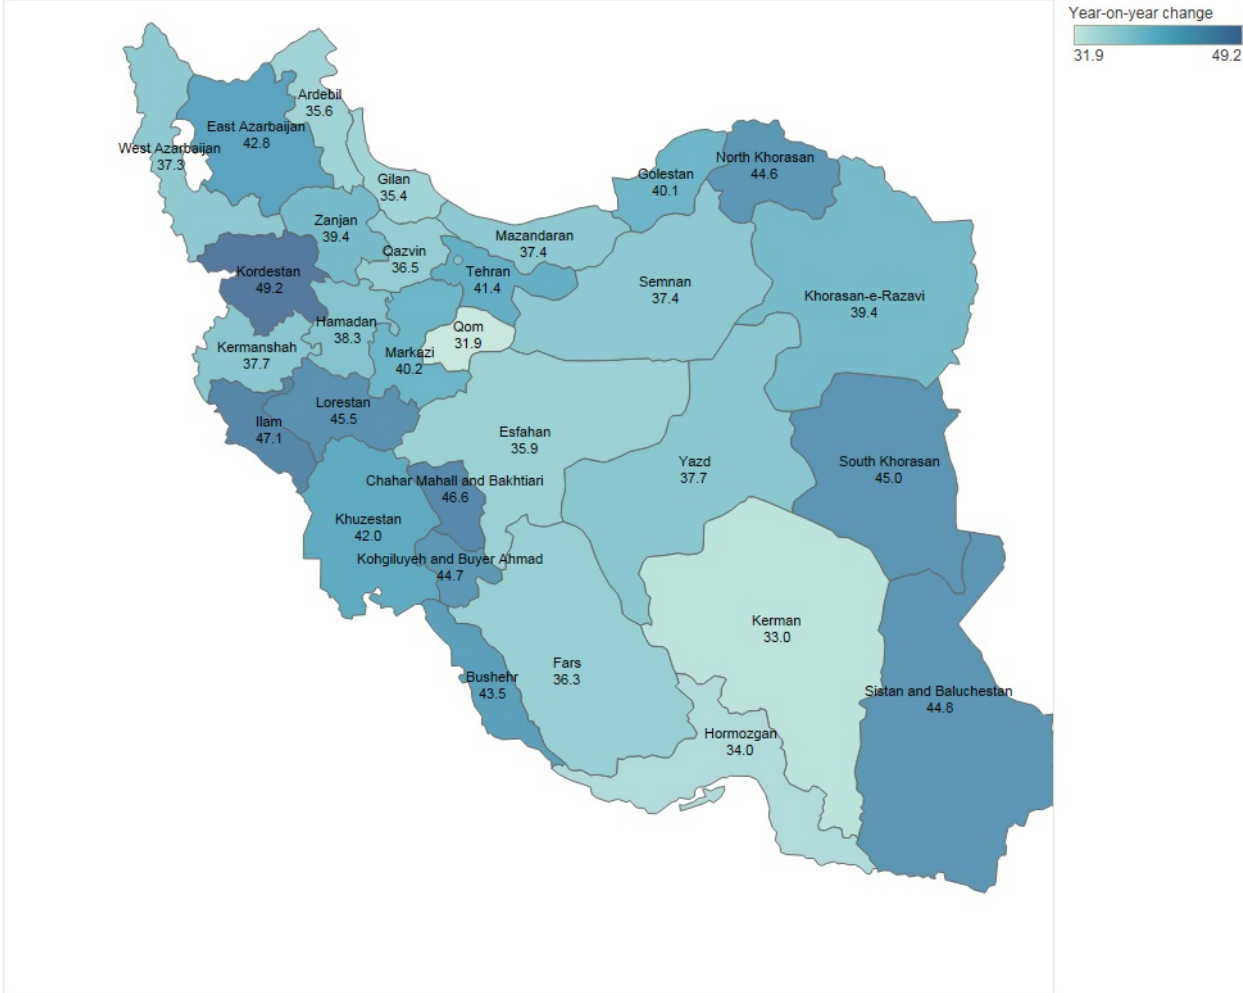 Year-on-year change
31.9
49.2
Ardebil
35.6
East Azarbaijan
42.8
West Azarbaijan
37.3
Gilan
35.4
Golestan
40.1
North Khorasan
44.6
Zanjan
39.4
Qazvin
36.5
Mazandaran
37.4
Kordestan
49.2
Tehran
41.4
Semnan
37.4
Khorasan-e-Razavi
39.4
Hamadan
38.3
Qom
31.9
Kermanshah
37.7
Markazi
40.2
Lorestan
45.5
Ilam
47.1
Esfahan
35.9
Yazd
37.7
South Khorasan
45.0
Chahar Mahall and Bakhtiari
46.6
Khuzestan
42.0
Kohgiluyeh and Buyer Ahmad
44.7
Kerman
33.0
Fars
36.3
Bushehr
43.5
Sistan and Baluchestan
44.8
Hormozgan
34.0